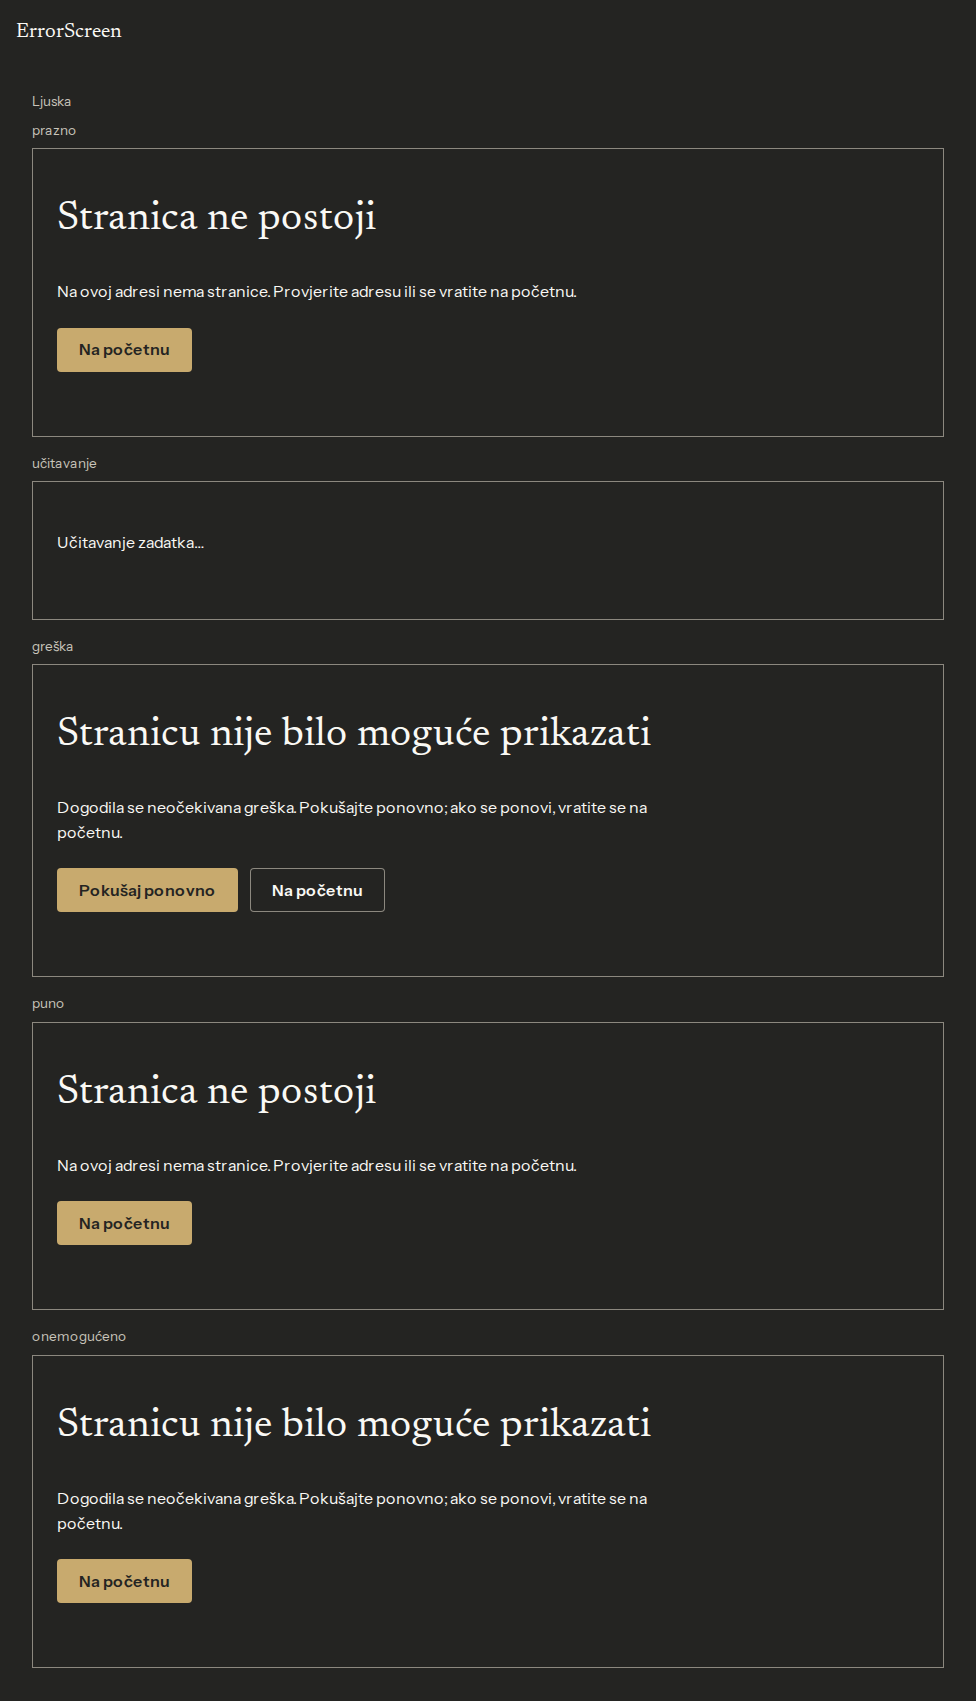 ErrorScreen
Ljuska
prazno
Stranica ne postoji
Na ovoj adresi nema stranice. Provjerite adresu ili se vratite na početnu.
Na početnu
učitavanje
Učitavanje zadatka…
greška
Stranicu nije bilo moguće prikazati
Dogodila se neočekivana greška. Pokušajte ponovno; ako se ponovi, vratite se na
početnu.
Pokušaj ponovno Na početnu
puno
Stranica ne postoji
Na ovoj adresi nema stranice. Provjerite adresu ili se vratite na početnu.
Na početnu
onemogućeno
Stranicu nije bilo moguće prikazati
Dogodila se neočekivana greška. Pokušajte ponovno; ako se ponovi, vratite se na
početnu.
Na početnu